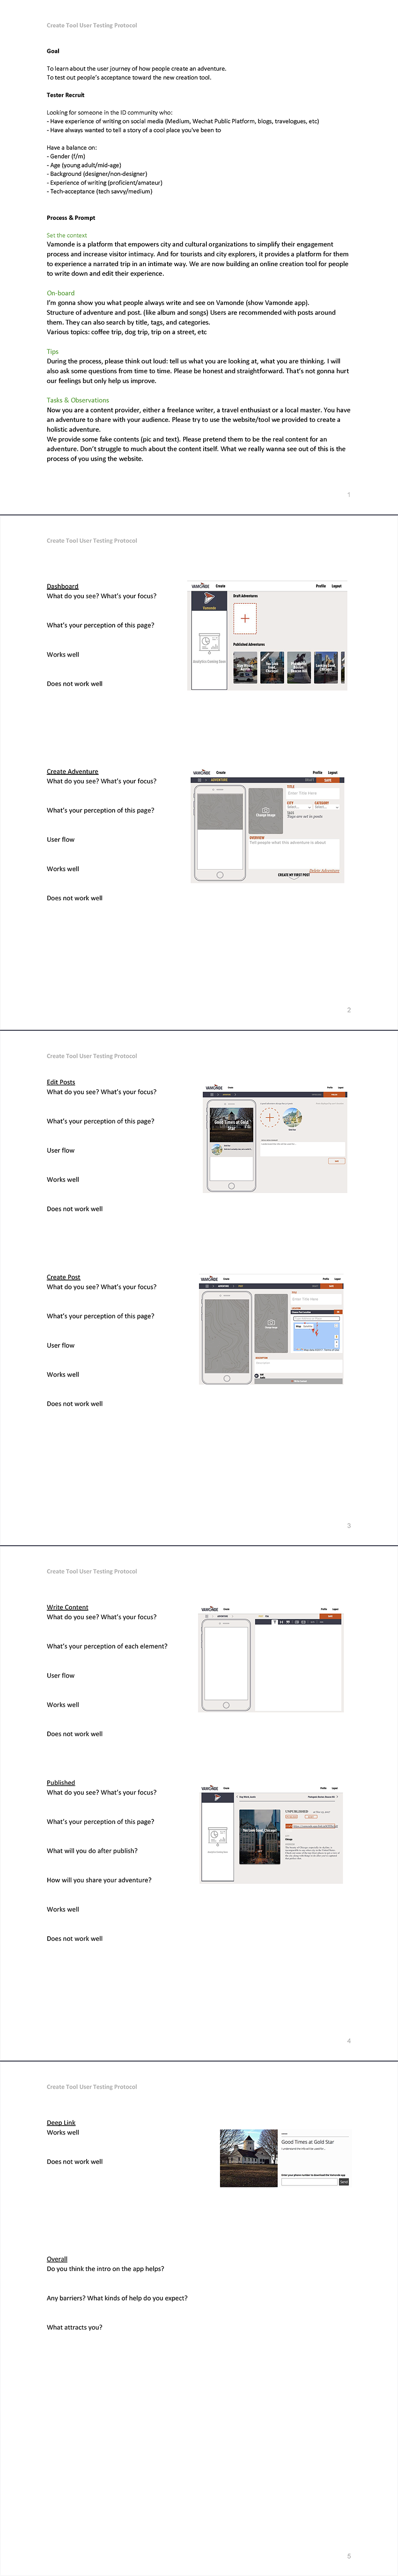 Create Tool User Testing Protocol
Goal
To learn about the user journey of how people create an adventure.
To test out people's acceptance toward the new creation tool.
Tester Recruit
Looking for someone in the ID community who:
- Have experience of writing on social media (Medium, Wechat Public Platform, blogs, travelogues, etc)
- Have always wanted to tell a story of a cool place you've been to
Have a balance on:
- Gender (f/m)
- Age (young adult/mid-age)
- Background (designer/non-designer)
- Experience of writing (proficient/amateur)
- Tech-acceptance (tech savvy/medium)
Process & Prompt
Set the context
Vamonde is a platform that empowers city and cultural organizations to simplify their engagement
process and increase visitor intimacy. And for tourists and city explorers, it provides a platform for them
to experience a narrated trip in an intimate way. We are now building an online creation tool for people
to write down and edit their experience.
On-board
I'm gonna show you what people always write and see on Vamonde (show Vamonde app).
Structure of adventure and post. (like album and songs) Users are recommended with posts around
them. They can also search by title, tags, and categories.
Various topics: coffee trip, dog trip, trip on a street, etc
Tips
During the process, please think out loud: tell us what you are looking at, what you are thinking. I will
also ask some questions from time to time. Please be honest and straightforward. That's not gonna hurt
our feelings but only help us improve.
Tasks & Observations
Now you are a content provider, either a freelance writer, a travel enthusiast or a local master. You have
an adventure to share with your audience. Please try to use the website/tool we provided to create a
holistic adventure.
We provide some fake contents (pic and text). Please pretend them to be the real content for an
adventure. Don't struggle to much about the content itself. What we really wanna see out of this is the
process of you using the website.
1
Create Tool User Testing Protocol
Dashboard
What do you see? What's your focus?
What's your perception of this page?
Works well
Does not work well
VAMONDE Create Profile Logout
Draft Adventures
Vamonde
Analytics Coming Soon
Published Adventures
Create Adventure
What do you see? What's your focus?
What's your perception of this page?
User flow
Works well
Does not work well
VAMONDE Create Profile Logout
ADVENTURE
TITLE
Enter Title Here
CITY CATEGORY
Change Image
TAGS
OVERVIEW
Tell people what this adventure is about
Delete Adventure
CREATE MY FIRST POST
2
Create Tool User Testing Protocol
Edit Posts
What do you see? What's your focus?
What's your perception of this page?
User flow
Works well
Does not work well
VAMONDE
Good Times at Gold
Star
Create Post
What do you see? What's your focus?
What's your perception of this page?
User flow
Works well
Does not work well
VAMONDE
3
Create Tool User Testing Protocol
Write Content
What do you see? What's your focus?
What's your perception of each element?
User flow
Works well
Does not work well
VAMONDE
Published
What do you see? What's your focus?
What's your perception of this page?
What will you do after publish?
How will you share your adventure?
Works well
Does not work well
VAMONDE
4
Create Tool User Testing Protocol
Deep Link
Works well
Does not work well
Good Times at Gold Star
Enter your phone number to download the Vamonde app
Overall
Do you think the intro on the app helps?
Any barriers? What kinds of help do you expect?
What attracts you?
5